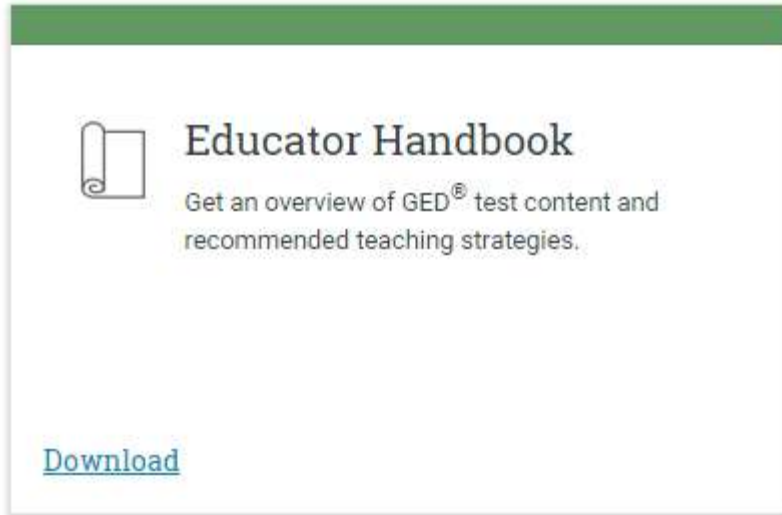 Educator Handbook
Get an overview of GED® test content and
recommended teaching strategies.
Download